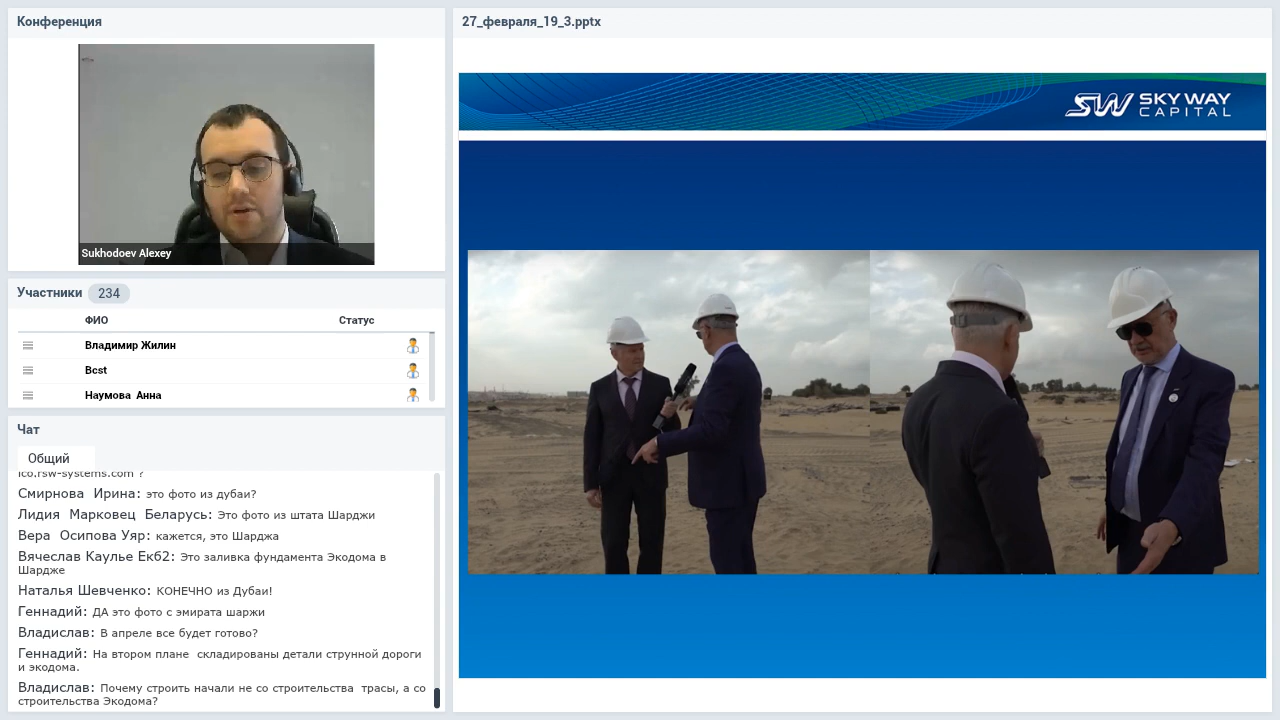 Конференция
Sukhodoev Alexey
Участники 234
ФИО Статус
Владимир Жилин
Bcst
Наумова Анна
Чат
Общий
ico.rsw-systems.com ?
Смирнова Ирина: это фото из дубаи?
Лидия Марковец Беларусь: Это фото из штата Шарджи
Вера Осипова Уяр: кажется, это Шарджа
Вячеслав Каулье Екб2: Это заливка фундамента Экодома в
Шардже
Наталья Шевченко: КОНЕЧНО из Дубаи!
Геннадий: ДА это фото с эмирата шаржи
Владислав: В апреле все будет готово?
Геннадий: На втором плане складированы детали струнной дороги
и экодома.
Владислав: Почему строить начали не со строительства трасы, а со
строительства Экодома?
27_февраля_19_3.pptx
SW SKY WAY
CAPITAL